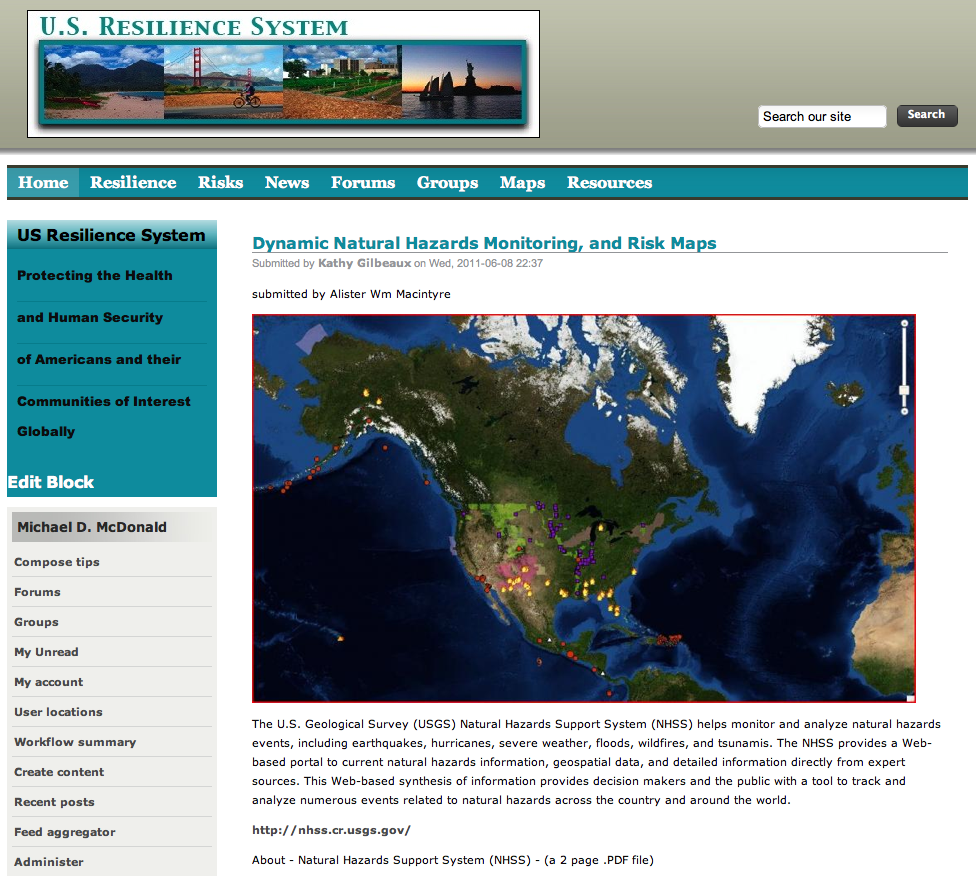 U.S. Resilience System
Search our site
Search
Home Resilience Risks News Forums Groups Maps Resources
US Resilience System
Protecting the Health
and Human Security
of Americans and their
Communities of Interest
Globally
Edit Block
Michael D. McDonald
Compose tips
Forums
Groups
My Unread
My account
User locations
Workflow summary
Create content
Recent posts
Feed aggregator
Administer
Dynamic Natural Hazards Monitoring, and Risk Maps
Submitted by Kathy Gilbeaux on Wed, 2011-06-08 22:37
submitted by Alister Wm Macintyre
The U.S. Geological Survey (USGS) Natural Hazards Support System (NHSS) helps monitor and analyze natural hazards
events, including earthquakes, hurricanes, severe weather, floods, wildfires, and tsunamis. The NHSS provides a Web-
based portal to current natural hazards information, geospatial data, and detailed information directly from expert
sources. This Web-based synthesis of information provides decision makers and the public with a tool to track and
analyze numerous events related to natural hazards across the country and around the world.
http://nhss.cr.usgs.gov/
About - Natural Hazards Support System (NHSS) - (a 2 page .PDF file)